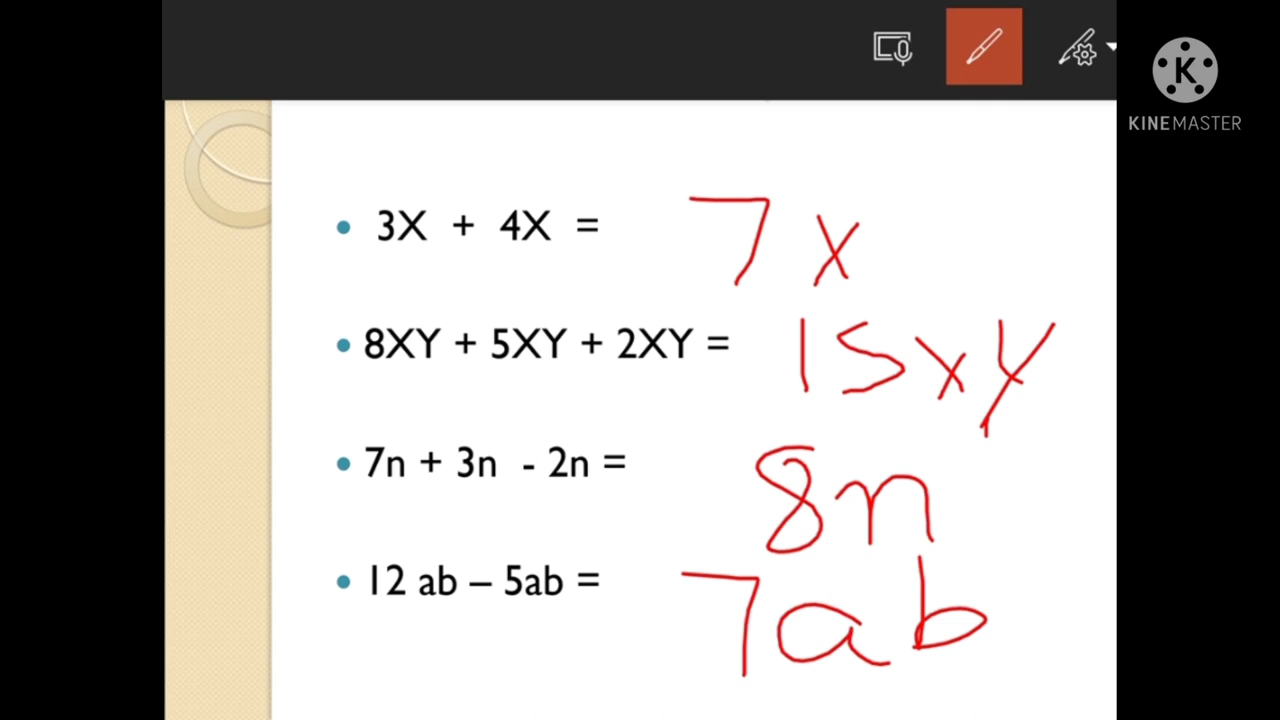 K
KINEMASTER
3X + 4X = 7x
8XY + 5XY + 2XY = 15xy
7n + 3n - 2n = 8n
12 ab – 5ab = 7ab